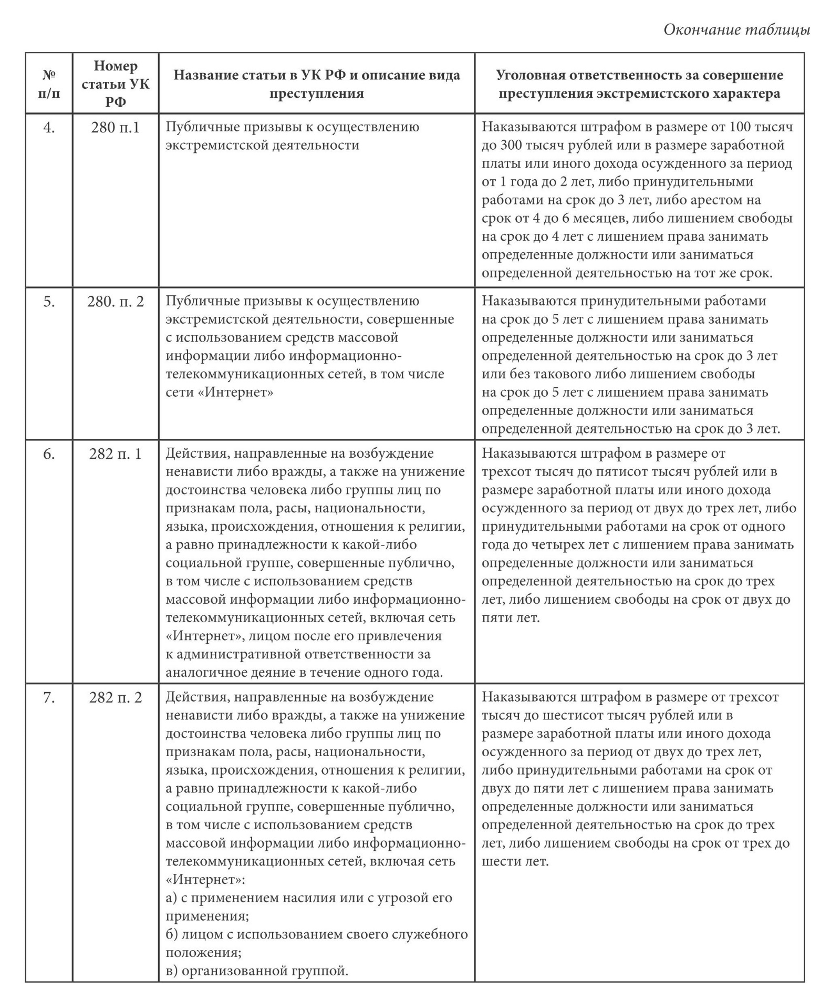 Окончание таблицы
№
п/п
Номер
статьи УК
РФ
Название статьи в УК РФ и описание вида
преступления
Уголовная ответственность за совершение
преступления экстремистского характера
4.
280 п.1
Публичные призывы к осуществлению
экстремистской деятельности
Наказываются штрафом в размере от 100 тысяч
до 300 тысяч рублей или в размере заработной
платы или иного дохода осужденного за период
от 1 года до 2 лет, либо принудительными
работами на срок до 3 лет, либо арестом на
срок от 4 до 6 месяцев, либо лишением свободы
на срок до 4 лет с лишением права занимать
определенные должности или заниматься
определенной деятельностью на тот же срок.
5.
280. п. 2
Публичные призывы к осуществлению
экстремистской деятельности, совершенные
с использованием средств массовой
информации либо информационно-
телекоммуникационных сетей, в том числе
сети «Интернет»
Наказываются принудительными работами
на срок до 5 лет с лишением права занимать
определенные должности или заниматься
определенной деятельностью на срок до 3 лет
или без такового либо лишением свободы
на срок до 5 лет с лишением права занимать
определенные должности или заниматься
определенной деятельностью на срок до 3 лет.
6.
282 п. 1
Действия, направленные на возбуждение
ненависти либо вражды, а также на унижение
достоинства человека либо группы лиц по
признакам пола, расы, национальности,
языка, происхождения, отношения к религии,
а равно принадлежности к какой-либо
социальной группе, совершенные публично,
в том числе с использованием средств
массовой информации либо информационно-
телекоммуникационных сетей, включая сеть
«Интернет», лицом после его привлечения
к административной ответственности за
аналогичное деяние в течение одного года.
Наказываются штрафом в размере от
трехсот тысяч до пятисот тысяч рублей или в
размере заработной платы или иного дохода
осужденного за период от двух до трех лет, либо
принудительными работами на срок от одного
года до четырех лет с лишением права занимать
определенные должности или заниматься
определенной деятельностью на срок до трех
лет, либо лишением свободы на срок от двух до
пяти лет.
7.
282 п. 2
Действия, направленные на возбуждение
ненависти либо вражды, а также на унижение
достоинства человека либо группы лиц по
признакам пола, расы, национальности,
языка, происхождения, отношения к религии,
а равно принадлежности к какой-либо
социальной группе, совершенные публично,
в том числе с использованием средств
массовой информации либо информационно-
телекоммуникационных сетей, включая сеть
«Интернет»:
а) с применением насилия или с угрозой его
применения;
б) лицом с использованием своего служебного
положения;
в) организованной группой.
Наказываются штрафом в размере от трехсот
тысяч до шестисот тысяч рублей или в
размере заработной платы или иного дохода
осужденного за период от двух до трех лет,
либо принудительными работами на срок от
двух до пяти лет с лишением права занимать
определенные должности или заниматься
определенной деятельностью на срок до трех
лет, либо лишением свободы на срок от трех до
шести лет.